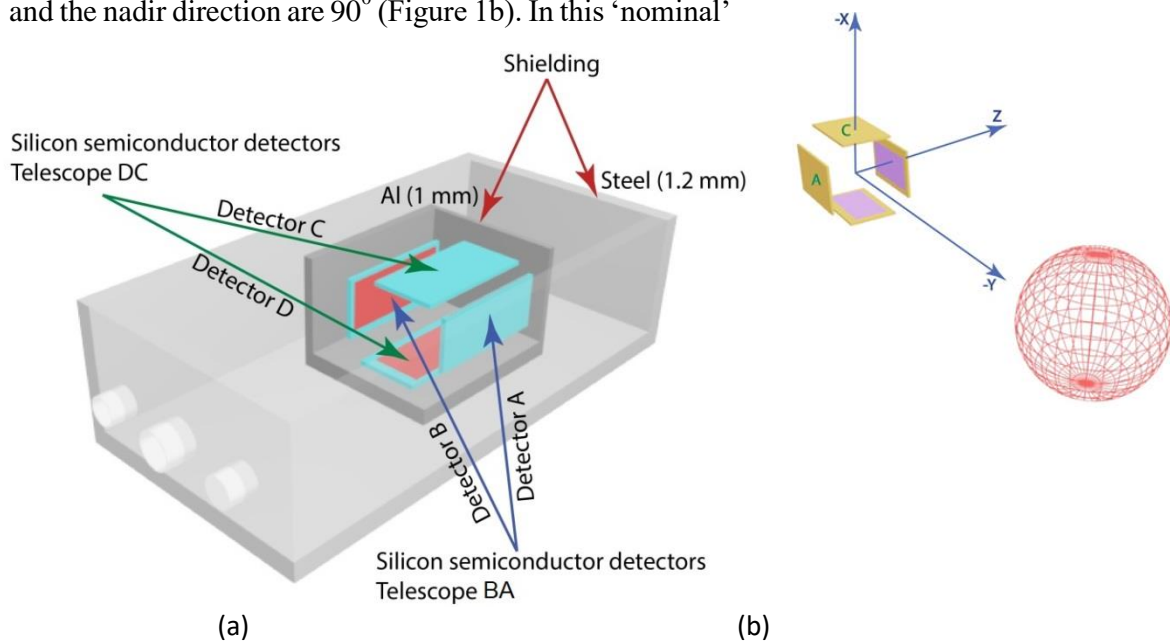 and the nadir direction are 90° (Figure 1b). In this ‘nominal’
Shielding
Silicon semiconductor detectors
Telescope DC
Al (1 mm)
Steel (1.2 mm)
Detector C
Detector D
Detector B
Detector A
Silicon semiconductor detectors
Telescope BA
(a)
-X
Z
C
A
-Y
(b)